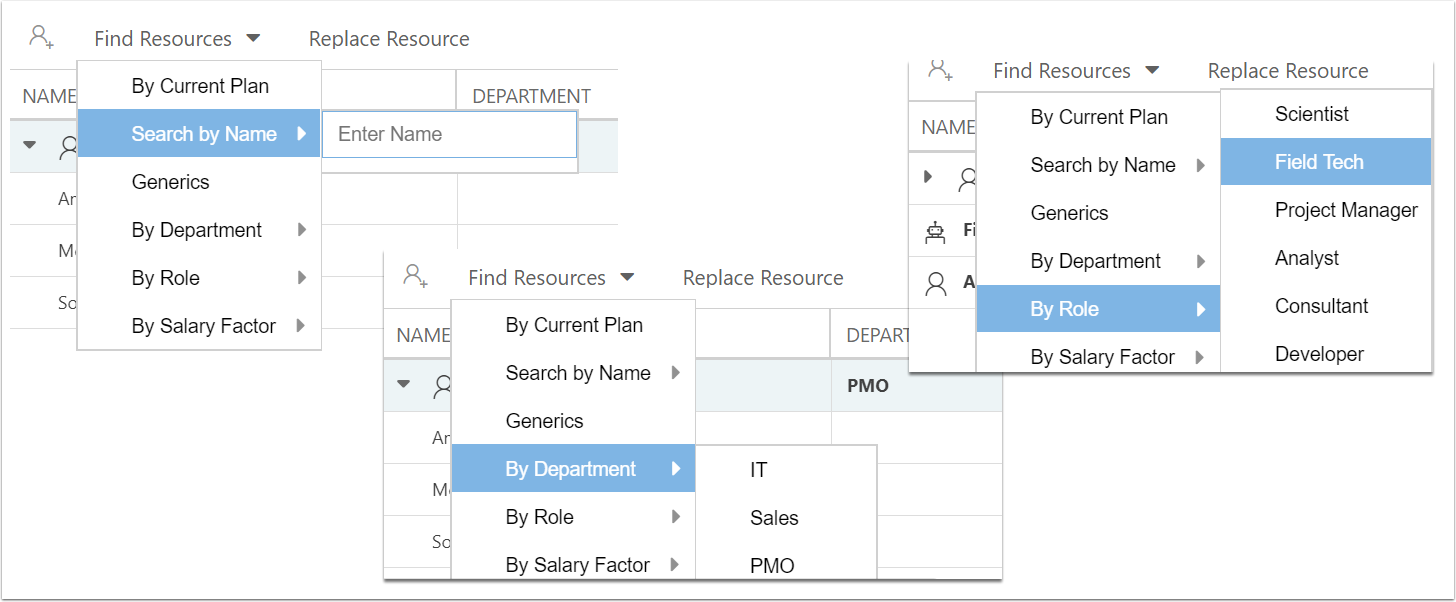 Find Resources
Replace Resource
NAME
DEPARTMENT
By Current Plan
Search by Name
Enter Name
Generics
By Department
By Role
By Salary Factor
Ar
M
So
Find Resources
Replace Resource
NAME
DEPART
By Current Plan
Search by Name
Generics
By Department
By Role
By Salary Factor
PMO
Ar
M
So
IT
Sales
PMO
Find Resources
Replace Resource
NAME
By Current Plan
Search by Name
Generics
By Department
By Role
By Salary Factor
Fi
A
Scientist
Field Tech
Project Manager
Analyst
Consultant
Developer